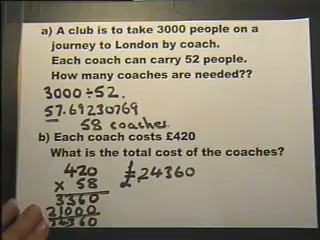 a) A club is to take 3000 people on a
journey to London by coach.
Each coach can carry 52 people.
How many coaches are needed??
3000 ÷ 52.
57.69230769
58 coaches.
b) Each coach costs £420
What is the total cost of the coaches?
420 £24360
x 58
3360
21000
24360